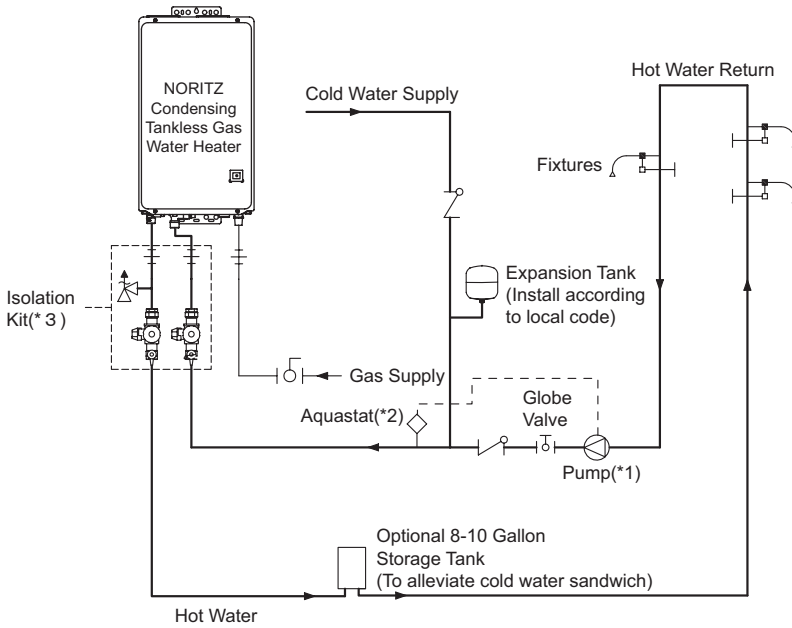 NORITZ
Condensing
Tankless Gas
Water Heater
Cold Water Supply
Hot Water Return
Fixtures
Expansion Tank
(Install according
to local code)
Isolation
Kit(* 3 )
Gas Supply
Aquastat(*2)
Globe
Valve
Pump(*1)
Optional 8-10 Gallon
Storage Tank
(To alleviate cold water sandwich)
Hot Water